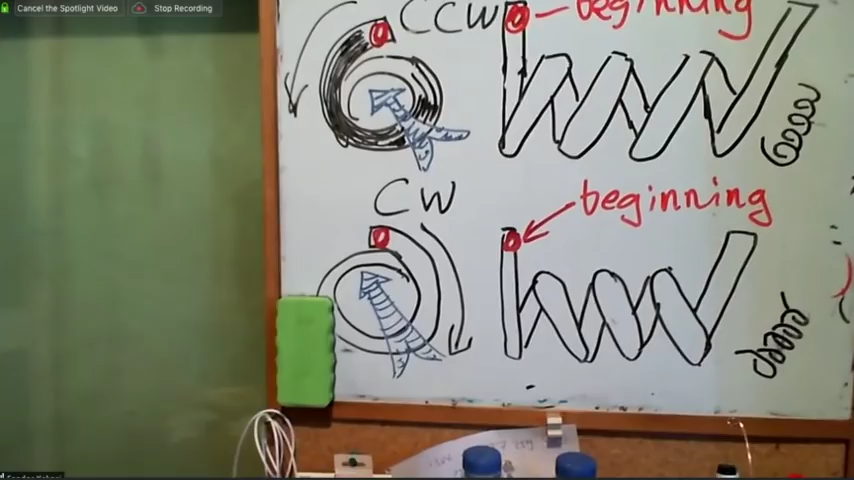 Cancel the Spotlight Video Stop Recording
CCW beginning
CW
beginning